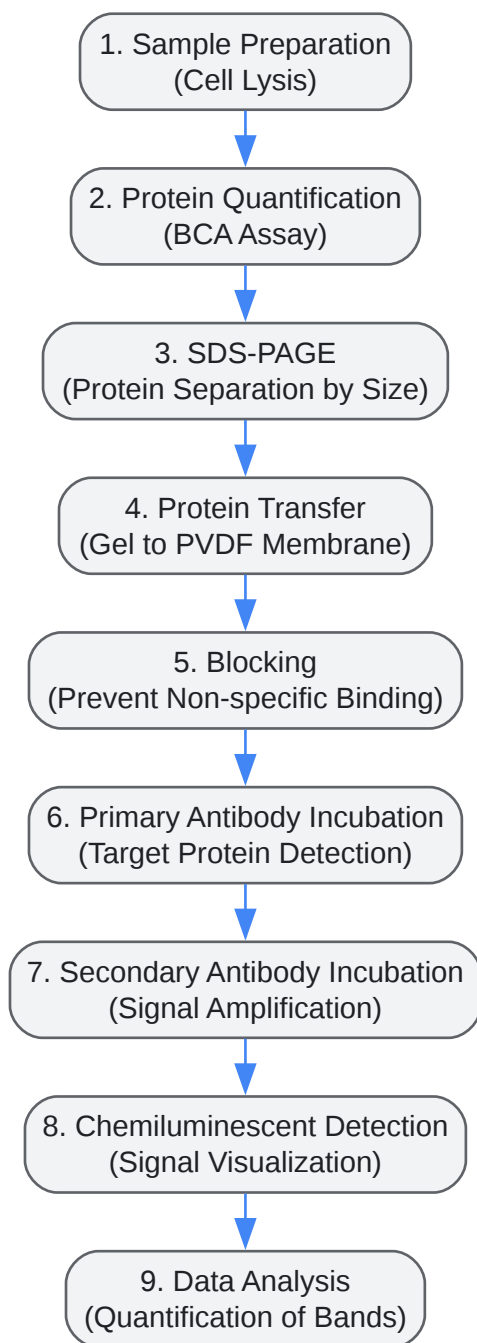 1. Sample Preparation
(Cell Lysis)
2. Protein Quantification
(BCA Assay)
3. SDS-PAGE
(Protein Separation by Size)
4. Protein Transfer
(Gel to PVDF Membrane)
5. Blocking
(Prevent Non-specific Binding)
6. Primary Antibody Incubation
(Target Protein Detection)
7. Secondary Antibody Incubation
(Signal Amplification)
8. Chemiluminescent Detection
(Signal Visualization)
9. Data Analysis
(Quantification of Bands)